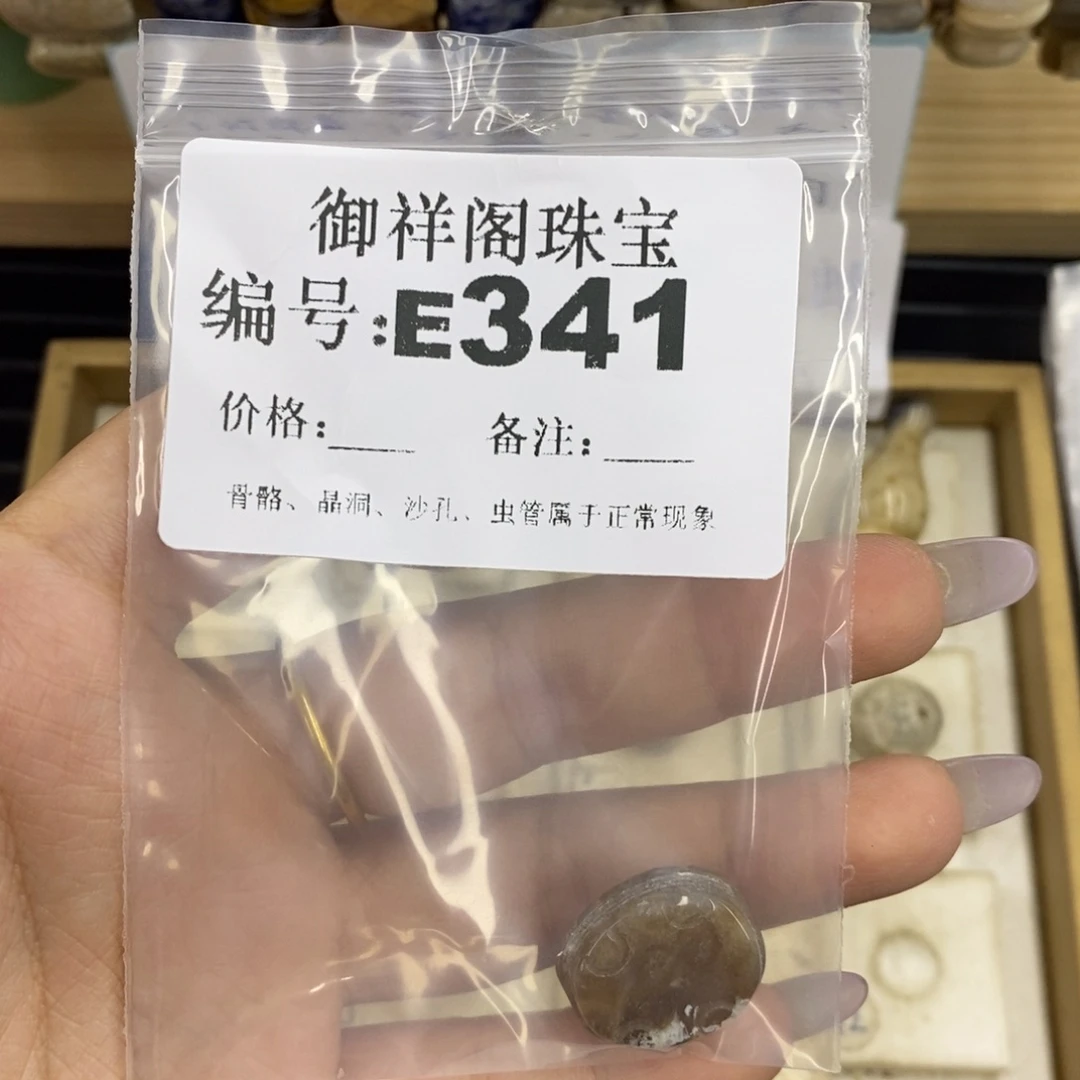 御祥阁珠宝
编号:E341
价格:____ 备注:____
骨骼、晶洞、沙孔、虫管属于正常现象